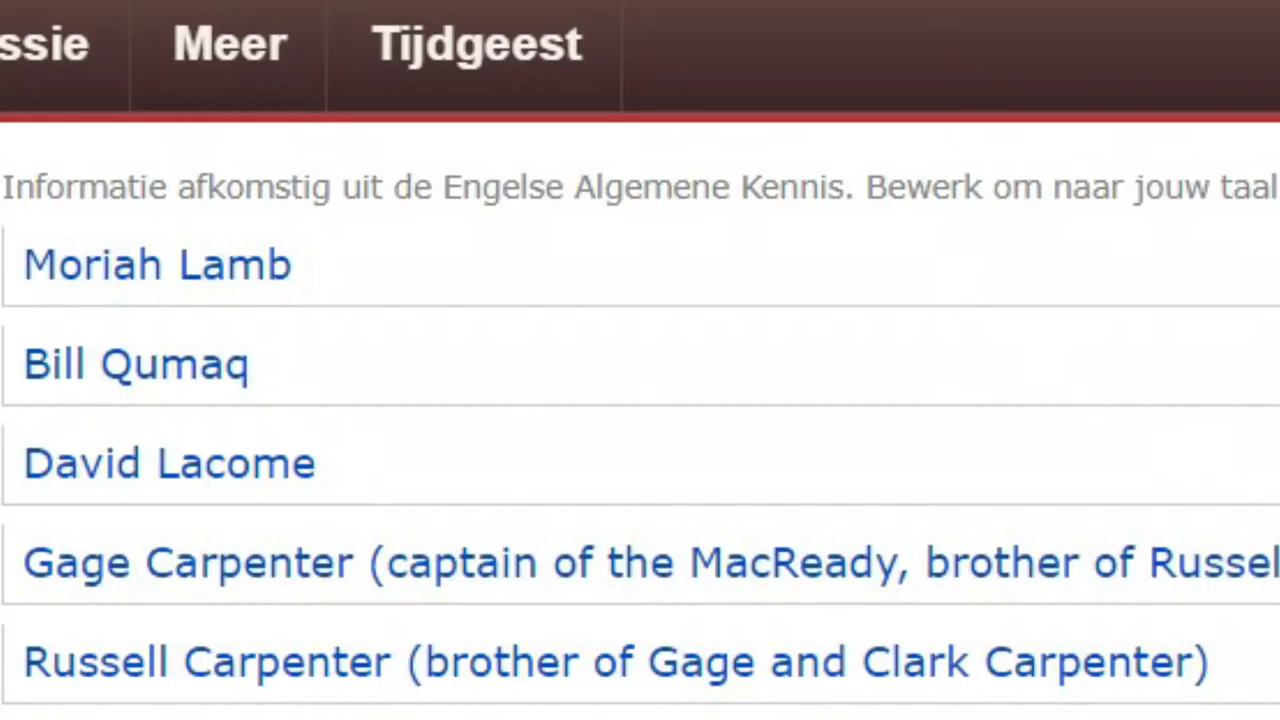 ssie Meer Tijdgeest
Informatie afkomstig uit de Engelse Algemene Kennis. Bewerk om naar jouw taal
Moriah Lamb
Bill Qumaq
David Lacome
Gage Carpenter (captain of the MacReady, brother of Russel
Russell Carpenter (brother of Gage and Clark Carpenter)